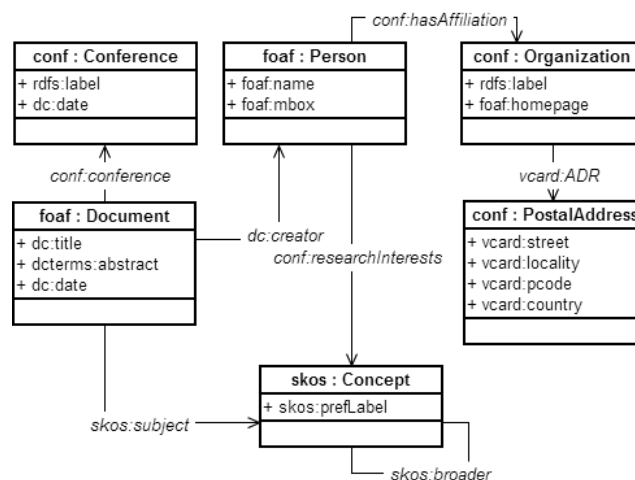 conf:hasAffiliation
conf : Conference
+ rdfs:label
+ dc:date
foaf : Person
+ foaf:name
+ foaf:mbox
conf : Organization
+ rdfs:label
+ foaf:homepage
conf:conference
vcard:ADR
foaf : Document
+ dc:title
+ dcterms:abstract
+ dc:date
dc:creator
conf:researchInterests
conf : PostalAddress
+ vcard:street
+ vcard:locality
+ vcard:pcode
+ vcard:country
skos : Concept
+ skos:prefLabel
skos:subject
skos:broader